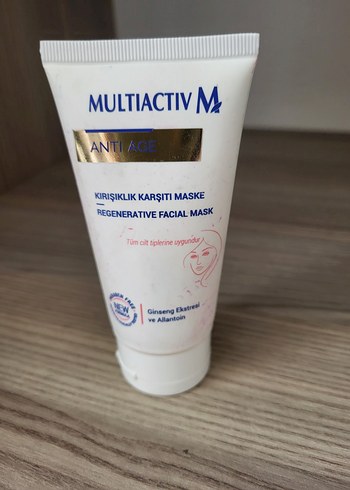 MULTIACTIV M
ANTI AGE
KIRIŞIKLIK KARŞITI MASKE
REGENERATIVE FACIAL MASK
Tüm cilt tiplerine uygundur
NEW
Ginseng Ekstresi
ve Allantoin